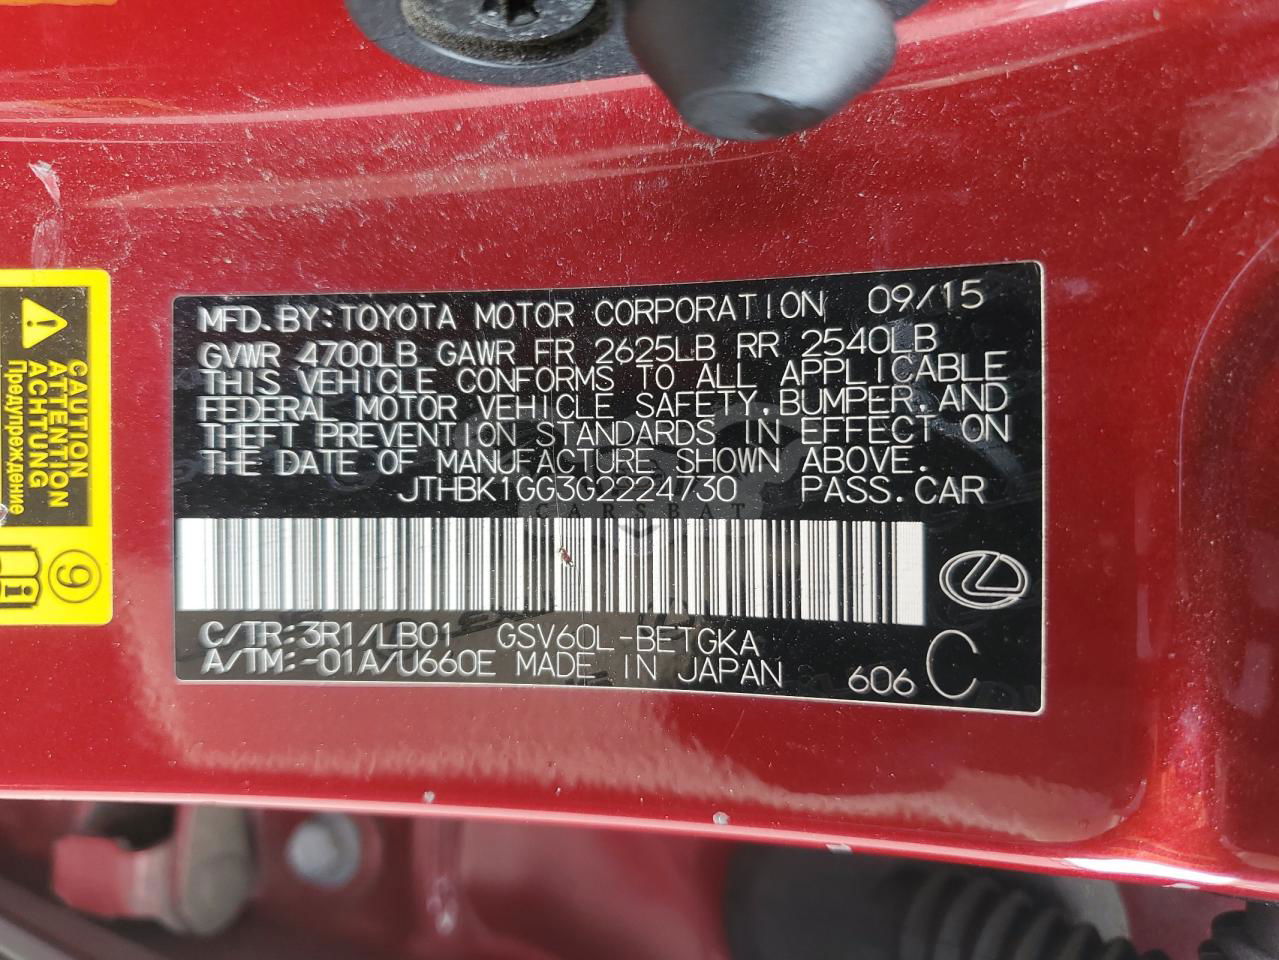 MFD.BY:TOYOTA MOTOR CORPORATION 09/15
GVWR 4700LB GAWR FR 2625LB RR 2540LB
THIS VEHICLE CONFORMS TO ALL APPLICABLE
FEDERAL MOTOR VEHICLE SAFETY,BUMPER,AND
THEFT PREVENTION STANDARDS IN EFFECT ON
THE DATE OF MANUFACTURE SHOWN ABOVE.
JTHBK1GG3G2224730 PASS.CAR
CARSBAT
C/TR:3R1/LB01 GSV60L-BETGKA
A/TM:-01A/U660E MADE IN JAPAN 606 C
CAUTION
ATTENTION
ACHTUNG
Предупреждение
9